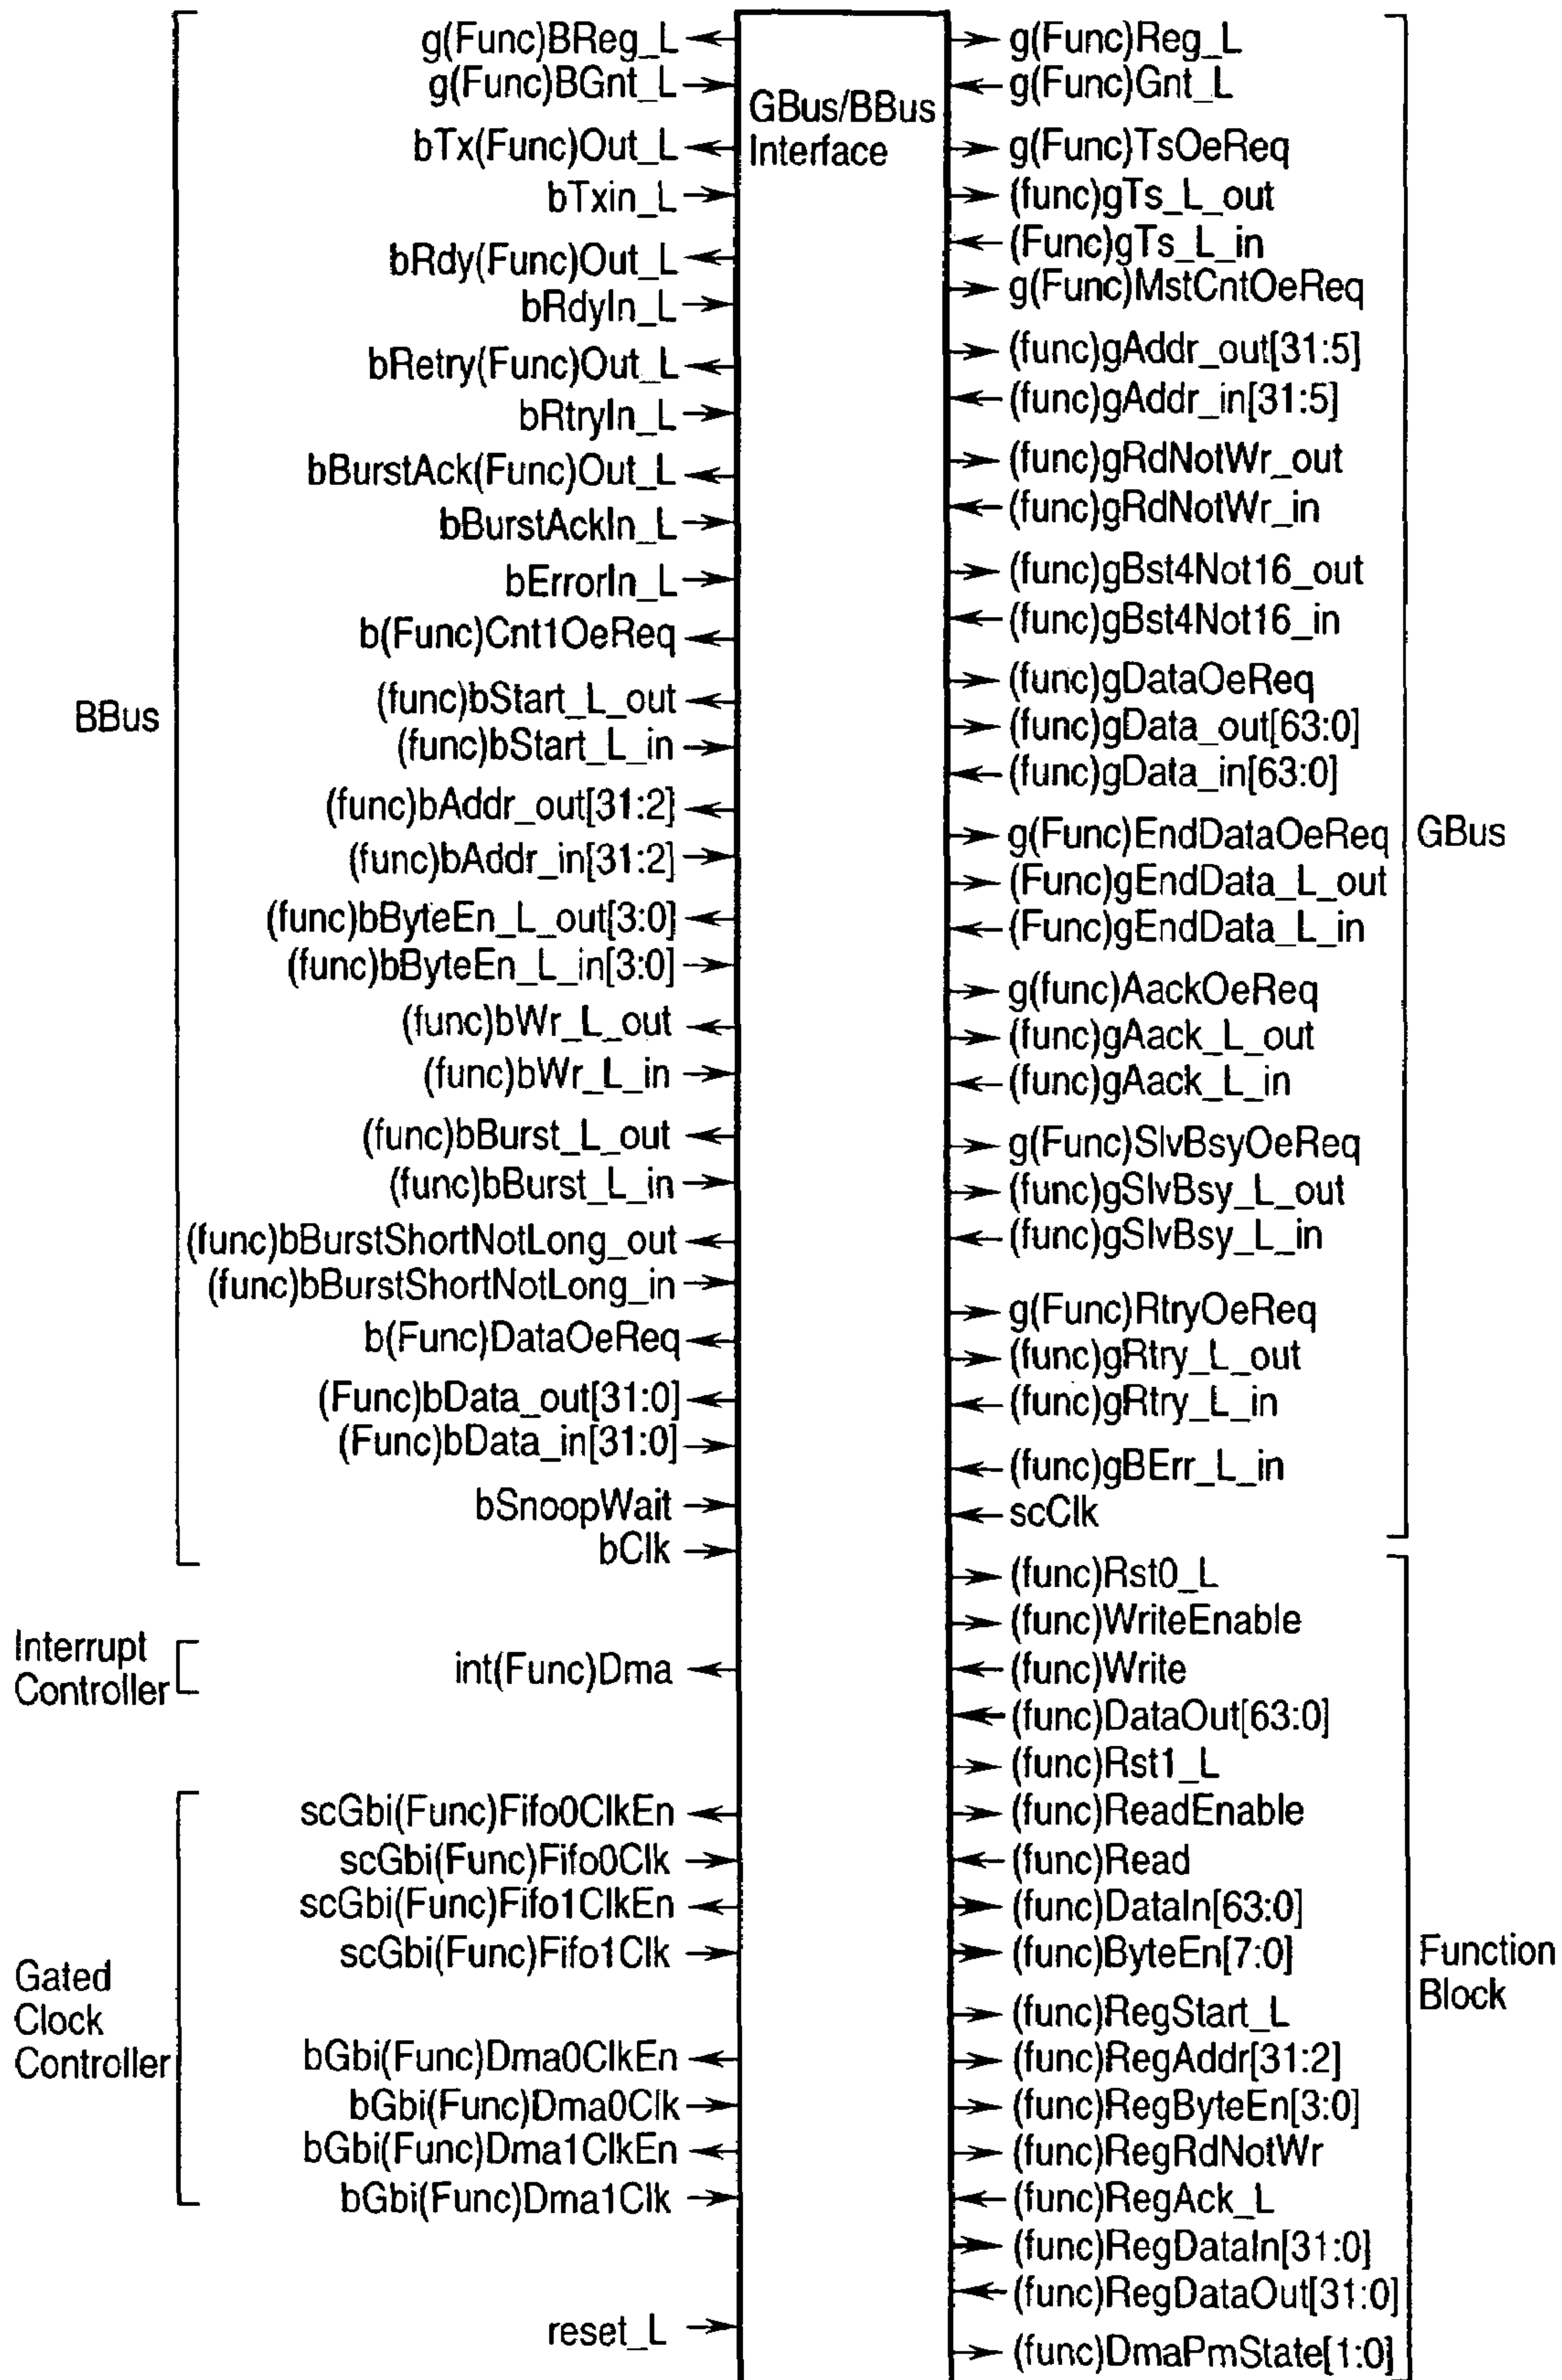 g(Func)BReg_L
g(Func)BGnt_L
bTx(Func)Out_L
bTxin_L
bRdy(Func)Out_L
bRdyIn_L
bRetry(Func)Out_L
bRtryIn_L
bBurstAck(Func)Out_L
bBurstAckIn_L
bErrorIn_L
b(Func)Cnt1OeReq
(func)bStart_L_out
(func)bStart_L_in
(func)bAddr_out[31:2]
(func)bAddr_in[31:2]
(func)bByteEn_L_out[3:0]
(func)bByteEn_L_in[3:0]
(func)bWr_L_out
(func)bWr_L_in
(func)bBurst_L_out
(func)bBurst_L_in
(func)bBurstShortNotLong_out
(func)bBurstShortNotLong_in
b(Func)DataOeReq
(Func)bData_out[31:0]
(Func)bData_in[31:0]
bSnoopWait
bClk
BBus
Interrupt
Controller
int(Func)Dma
Gated
Clock
Controller
scGbi(Func)Fifo0ClkEn
scGbi(Func)Fifo0Clk
scGbi(Func)Fifo1ClkEn
scGbi(Func)Fifo1Clk
bGbi(Func)Dma0ClkEn
bGbi(Func)Dma0Clk
bGbi(Func)Dma1ClkEn
bGbi(Func)Dma1Clk
reset_L
GBus/BBus
Interface
g(Func)Reg_L
g(Func)Gnt_L
g(Func)TsOeReq
(func)gTs_L_out
(Func)gTs_L_in
g(Func)MstCntOeReq
(func)gAddr_out[31:5]
(func)gAddr_in[31:5]
(func)gRdNotWr_out
(func)gRdNotWr_in
(func)gBst4Not16_out
(func)gBst4Not16_in
(func)gDataOeReq
(func)gData_out[63:0]
(func)gData_in[63:0]
g(Func)EndDataOeReq
(Func)gEndData_L_out
(Func)gEndData_L_in
g(func)AackOeReq
(func)gAack_L_out
(func)gAack_L_in
g(Func)SlvBsyOeReq
(func)gSlvBsy_L_out
(func)gSlvBsy_L_in
g(Func)RtryOeReq
(func)gRtry_L_out
(func)gRtry_L_in
(func)gBErr_L_in
scClk
GBus
(func)Rst0_L
(func)WriteEnable
(func)Write
(func)DataOut[63:0]
(func)Rst1_L
(func)ReadEnable
(func)Read
(func)DataIn[63:0]
(func)ByteEn[7:0]
(func)RegStart_L
(func)RegAddr[31:2]
(func)RegByteEn[3:0]
(func)RegRdNotWr
(func)RegAck_L
(func)RegDataIn[31:0]
(func)RegDataOut[31:0]
(func)DmaPmState[1:0]
Function
Block